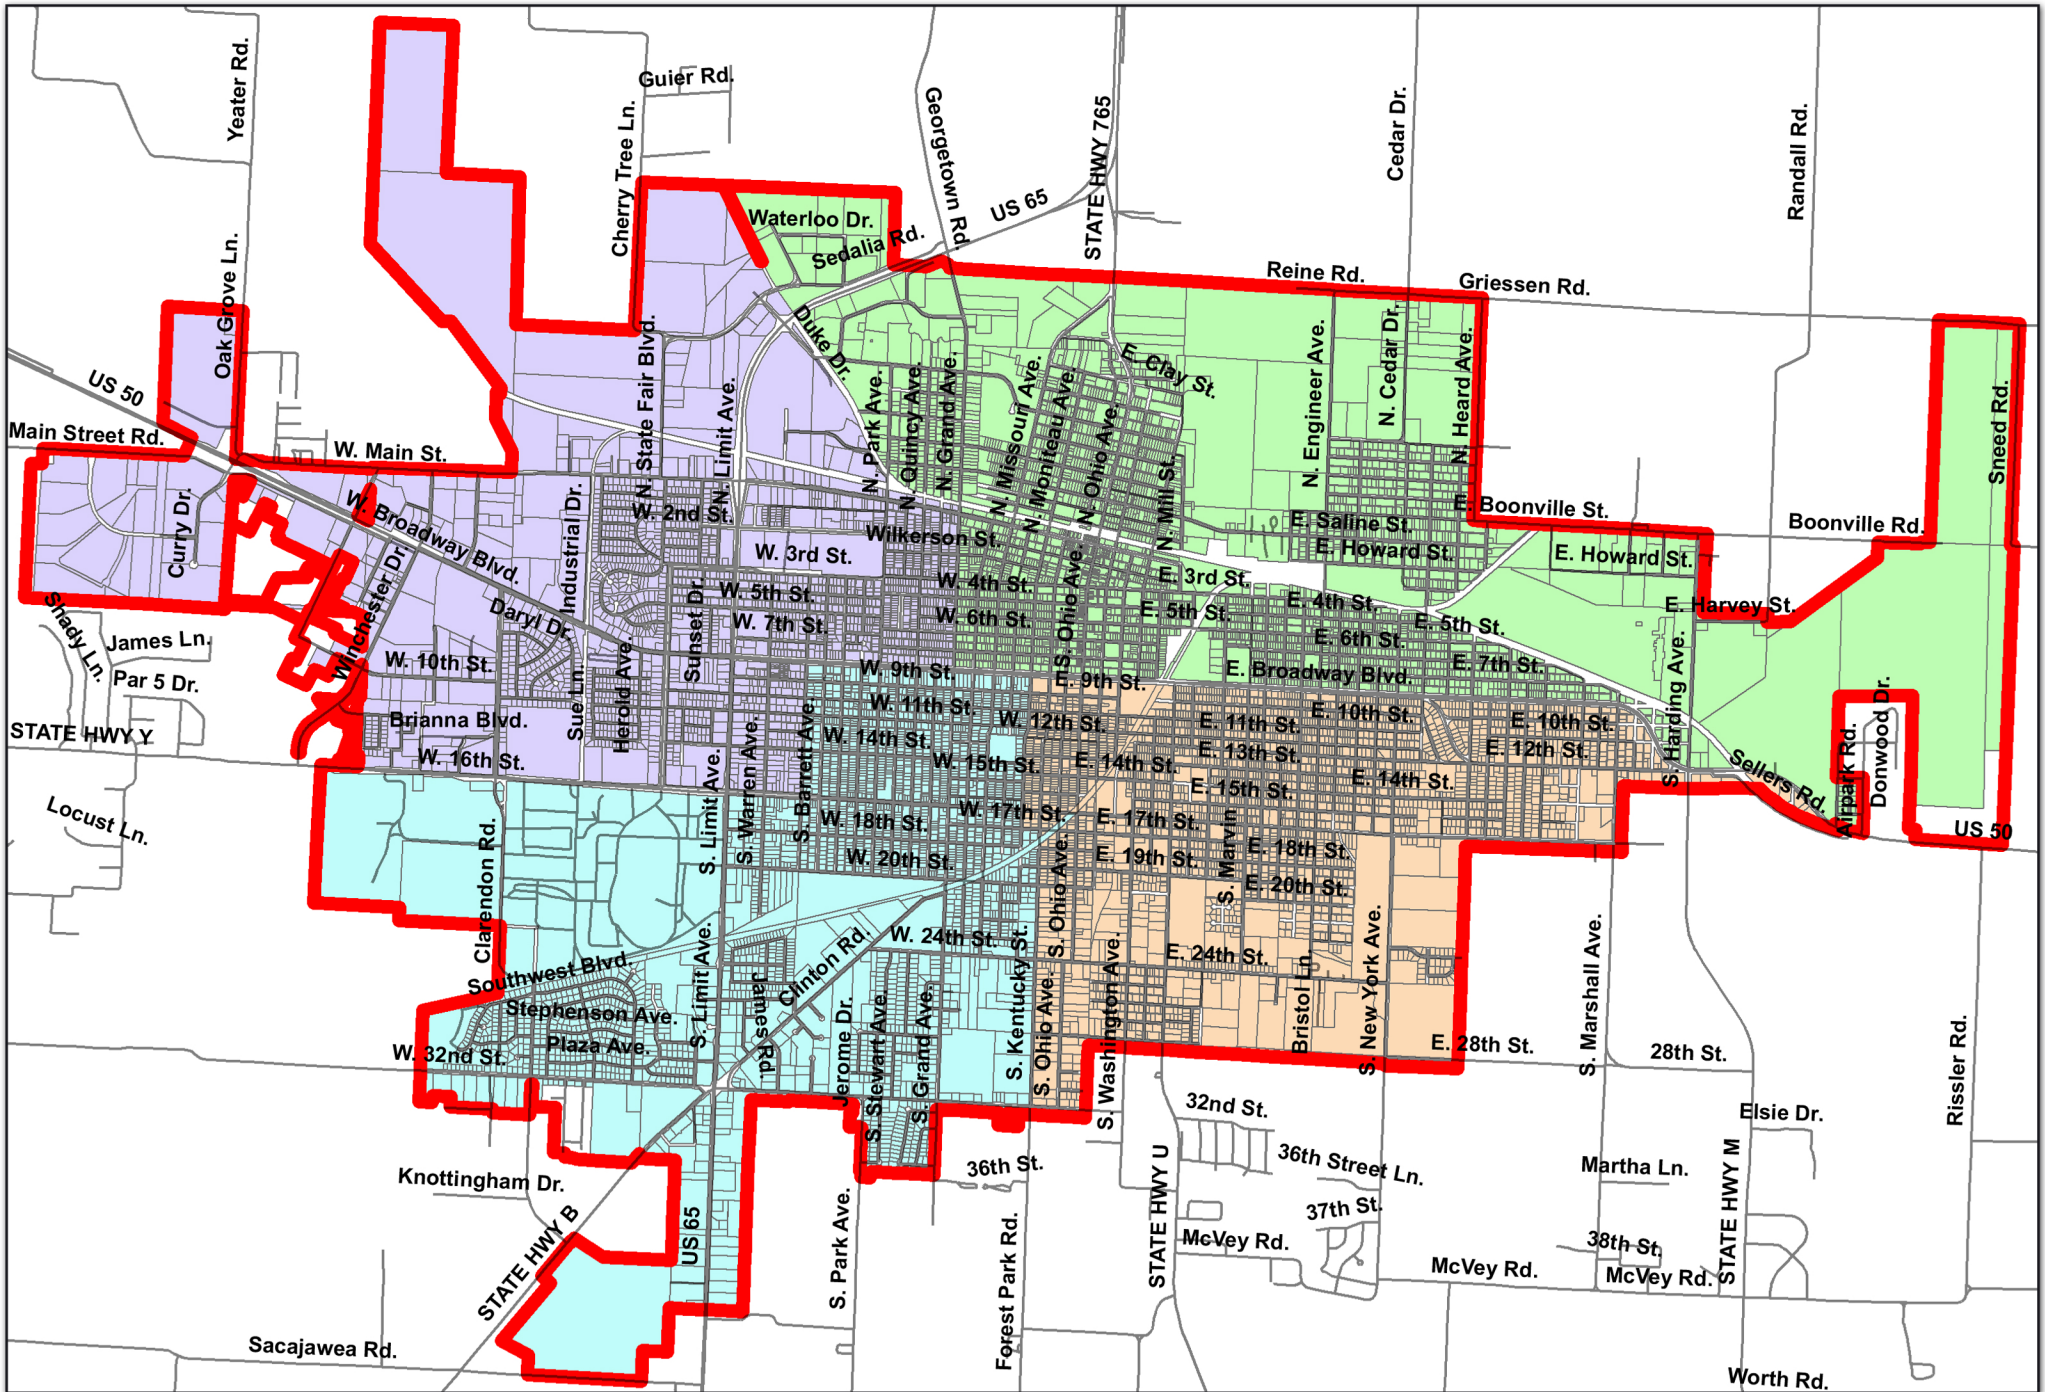 Guier Rd.
Yeater Rd.
Cherry Tree Ln.
Georgetown Rd.
STATE HWY 765
Cedar Dr.
Randall Rd.
US 65
Waterloo Dr.
Sedalia Rd.
Oak Grove Ln.
Reine Rd.
Griessen Rd.
Duke Dr.
N. State Fair Blvd.
N. Limit Ave.
N. Park Ave.
N. Quincy Ave.
N. Grand Ave.
N. Missouri Ave.
N. Moniteau Ave.
N. Ohio Ave.
E. Clay St.
N. Mill St.
N. Engineer Ave.
N. Cedar Dr.
N. Heard Ave.
Sneed Rd.
US 50
Main Street Rd.
W. Main St.
Curry Dr.
W. Broadway Blvd.
Industrial Dr.
W. 2nd St.
Wilkerson St.
W. 3rd St.
E. Boonville St.
Boonville Rd.
E. Saline St.
E. Howard St.
E. Howard St.
W. 4th St.
E. 3rd St.
W. 5th St.
E. 4th St.
E. 5th St.
E. 5th St.
E. Harvey St.
W. 6th St.
W. 7th St.
E. 6th St.
E. 7th St.
S. Ohio Ave.
Shady Ln.
James Ln.
Par 5 Dr.
Winchester Dr.
Daryl Dr.
W. 10th St.
Sue Ln.
Herold Ave.
Sunset Dr.
W. 9th St.
E. 9th St.
E. Broadway Blvd.
S. Harding Ave.
STATE HWY Y
Brianna Blvd.
W. 16th St.
W. 11th St.
W. 12th St.
E. 11th St.
E. 10th St.
E. 10th St.
E. 12th St.
E. 13th St.
W. 14th St.
E. 14th St.
E. 14th St.
W. 15th St.
E. 15th St.
S. Limit Ave.
S. Warren Ave.
S. Barrett Ave.
Sellers Rd.
Airpark Rd.
Donwood Dr.
US 50
Locust Ln.
W. 17th St.
E. 17th St.
W. 18th St.
E. 18th St.
S. Marvin
E. 19th St.
W. 20th St.
E. 20th St.
S. Ohio Ave.
Clarendon Rd.
Southwest Blvd.
Stephenson Ave.
Plaza Ave.
W. 32nd St.
S. Limit Ave.
James Rd.
Clinton Rd.
W. 24th St.
E. 24th St.
Jerome Dr.
S. Stewart Ave.
S. Grand Ave.
S. Kentucky St.
S. Ohio Ave.
S. Washington Ave.
Bristol Ln.
S. New York Ave.
E. 28th St.
28th St.
S. Marshall Ave.
Rissler Rd.
Elsie Dr.
32nd St.
36th St.
36th Street Ln.
37th St.
Martha Ln.
38th St.
McVey Rd.
McVey Rd.
McVey Rd.
STATE HWY U
STATE HWY M
Knottingham Dr.
STATE HWY B
US 65
S. Park Ave.
Forest Park Rd.
Sacajawea Rd.
Worth Rd.